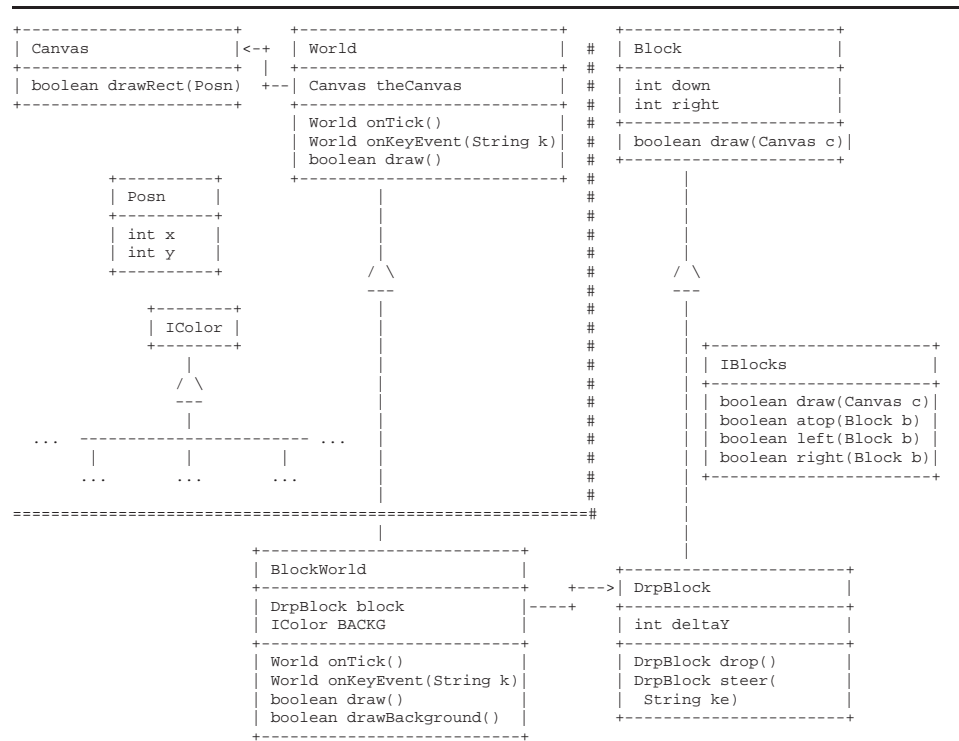 Canvas
boolean drawRect(Posn)
World
Canvas theCanvas
World onTick()
World onKeyEvent(String k)
boolean draw()
Block
int down
int right
boolean draw(Canvas c)
Posn
int x
int y
IColor
... ...
... ... ...
IBlocks
boolean draw(Canvas c)
boolean atop(Block b)
boolean left(Block b)
boolean right(Block b)
BlockWorld
DrpBlock block
IColor BACKG
World onTick()
World onKeyEvent(String k)
boolean draw()
boolean drawBackground()
DrpBlock
int deltaY
DrpBlock drop()
DrpBlock steer(
String ke)